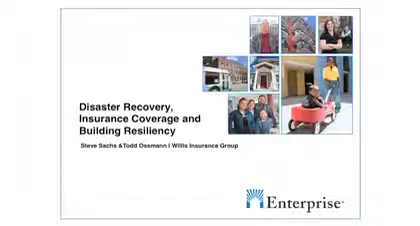 Disaster Recovery,
Insurance Coverage and
Building Resiliency
Steve Sachs &Todd Ossmann I Willis Insurance Group
Enterprise